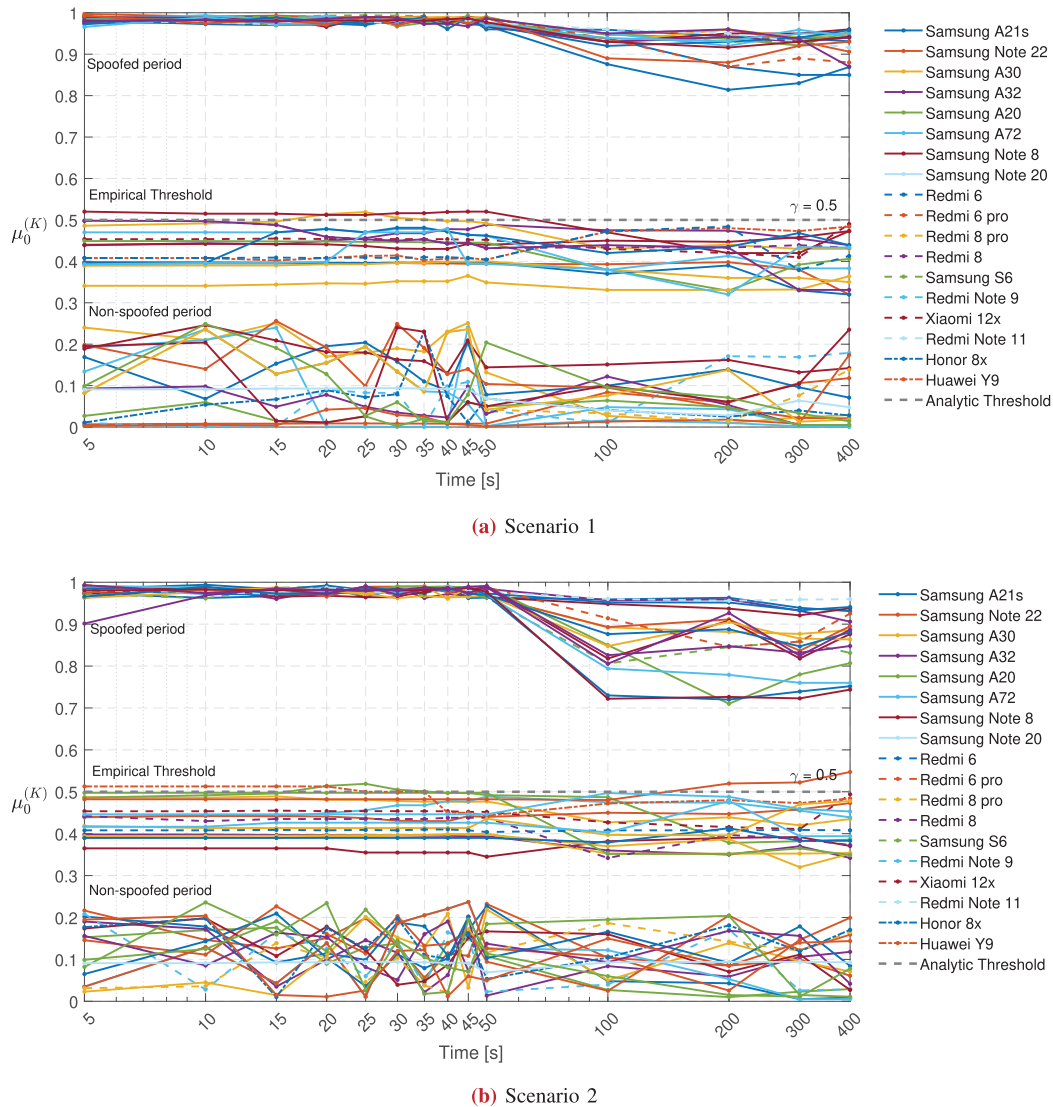 1
0.9
0.8
0.7
0.6
0.5
0.4
0.3
0.2
0.1
0
μ₀^(K)
Spoofed period
Empirical Threshold
γ = 0.5
Non-spoofed period
5
10
15
20
25
30
35
40
45
50
100
200
300
400
Time [s]
Samsung A21s
Samsung Note 22
Samsung A30
Samsung A32
Samsung A20
Samsung A72
Samsung Note 8
Samsung Note 20
Redmi 6
Redmi 6 pro
Redmi 8 pro
Redmi 8
Samsung S6
Redmi Note 9
Xiaomi 12x
Redmi Note 11
Honor 8x
Huawei Y9
Analytic Threshold
(a) Scenario 1
1
0.9
0.8
0.7
0.6
0.5
0.4
0.3
0.2
0.1
0
μ₀^(K)
Spoofed period
Empirical Threshold
γ = 0.5
Non-spoofed period
5
10
15
20
25
30
35
40
45
50
100
200
300
400
Time [s]
Samsung A21s
Samsung Note 22
Samsung A30
Samsung A32
Samsung A20
Samsung A72
Samsung Note 8
Samsung Note 20
Redmi 6
Redmi 6 pro
Redmi 8 pro
Redmi 8
Samsung S6
Redmi Note 9
Xiaomi 12x
Redmi Note 11
Honor 8x
Huawei Y9
Analytic Threshold
(b) Scenario 2